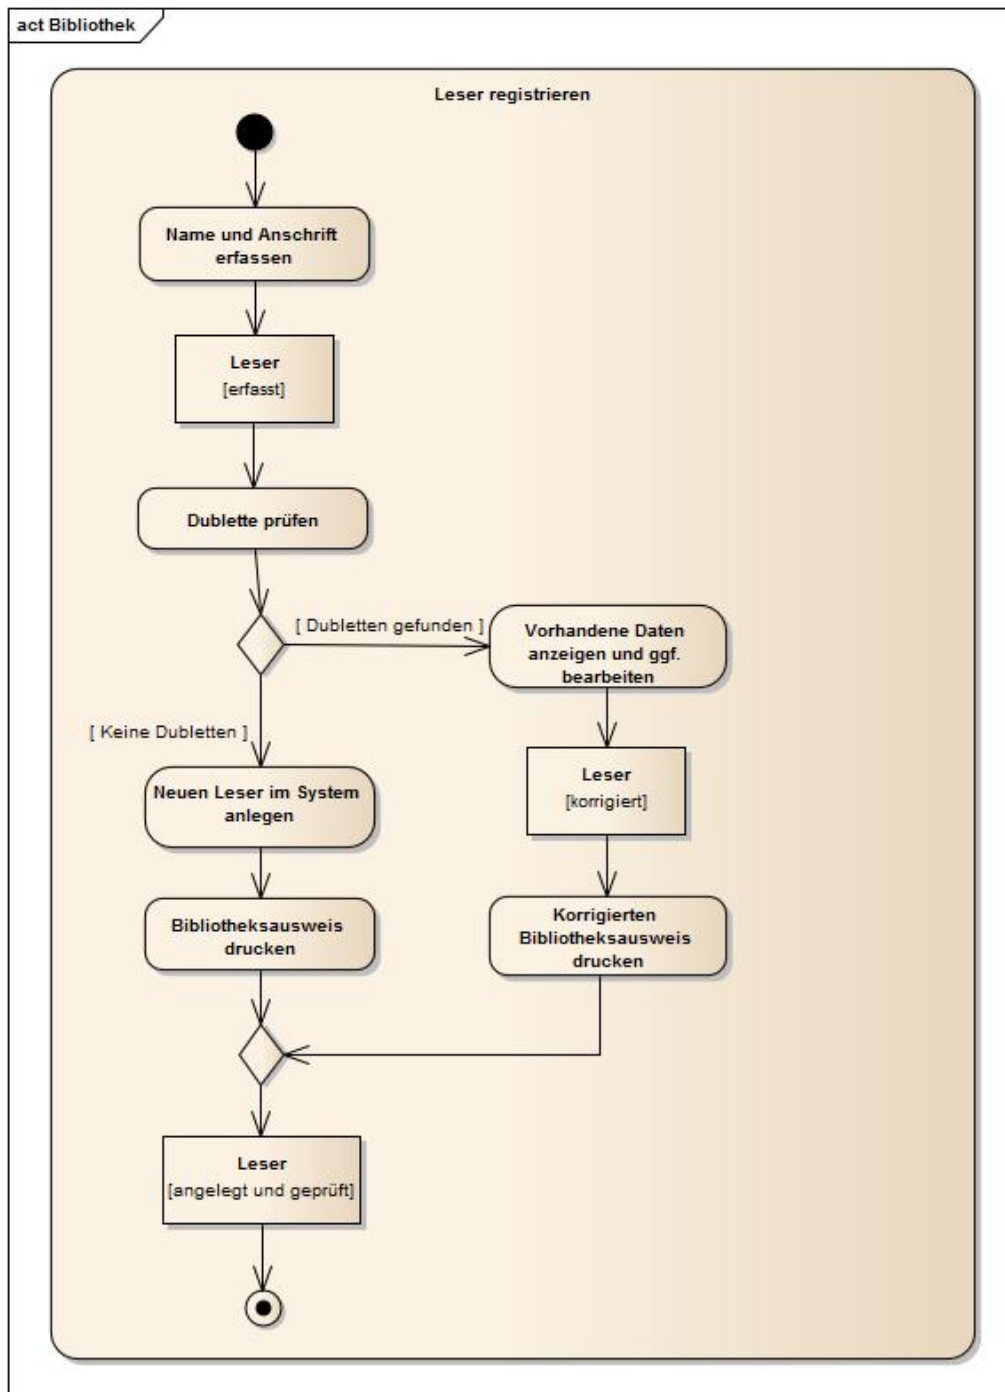 act Bibliothek
Leser registrieren
Name und Anschrift
erfassen
Leser
[erfasst]
Dublette prüfen
[ Dubletten gefunden ]
Vorhandene Daten
anzeigen und ggf.
bearbeiten
[ Keine Dubletten ]
Leser
[korrigiert]
Neuen Leser im System
anlegen
Bibliotheksausweis
drucken
Korrigierten
Bibliotheksausweis
drucken
Leser
[angelegt und geprüft]